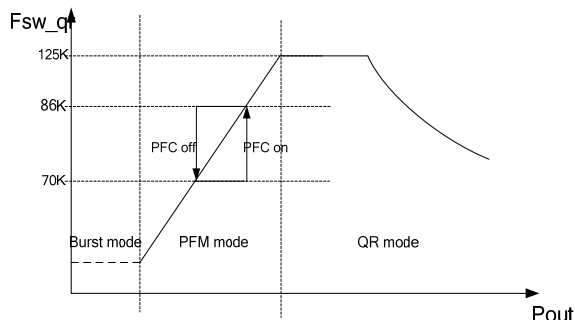 Fsw_q
125K
86K
PFC off
PFC on
70K
Burst mode
PFM mode
QR mode
Pout